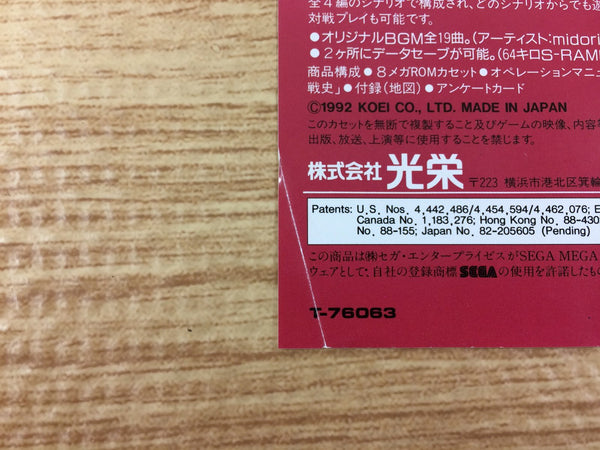 全4編のシナリオで構成され、どのシナリオからでも遊
対戦プレイも可能です。
●オリジナルBGM全19曲。(アーティスト:midori
●2ヶ所にデータセーブが可能。(64キロS-RAM
商品構成●8メガROMカセット●オペレーションマニュ
戦史」●付録(地図)●アンケートカード
Ⓒ1992 KOEI CO., LTD. MADE IN JAPAN
このカセットを無断で複製すること及びゲームの映像、内容等
出版、放送、上演等に使用することを禁じます。
株式会社 光栄 〒223 横浜市港北区箕輪
Patents: U.S. Nos. 4,442,486/4,454,594/4,462,076; E
Canada No. 1,183,276; Hong Kong No. 88-430
No. 88-155; Japan No. 82-205605 (Pending)
この商品は㈱セガ・エンタープライゼスがSEGA MEGA
ウェアとして、自社の登録商標 SEGA の使用を許諾したもの
T-76063